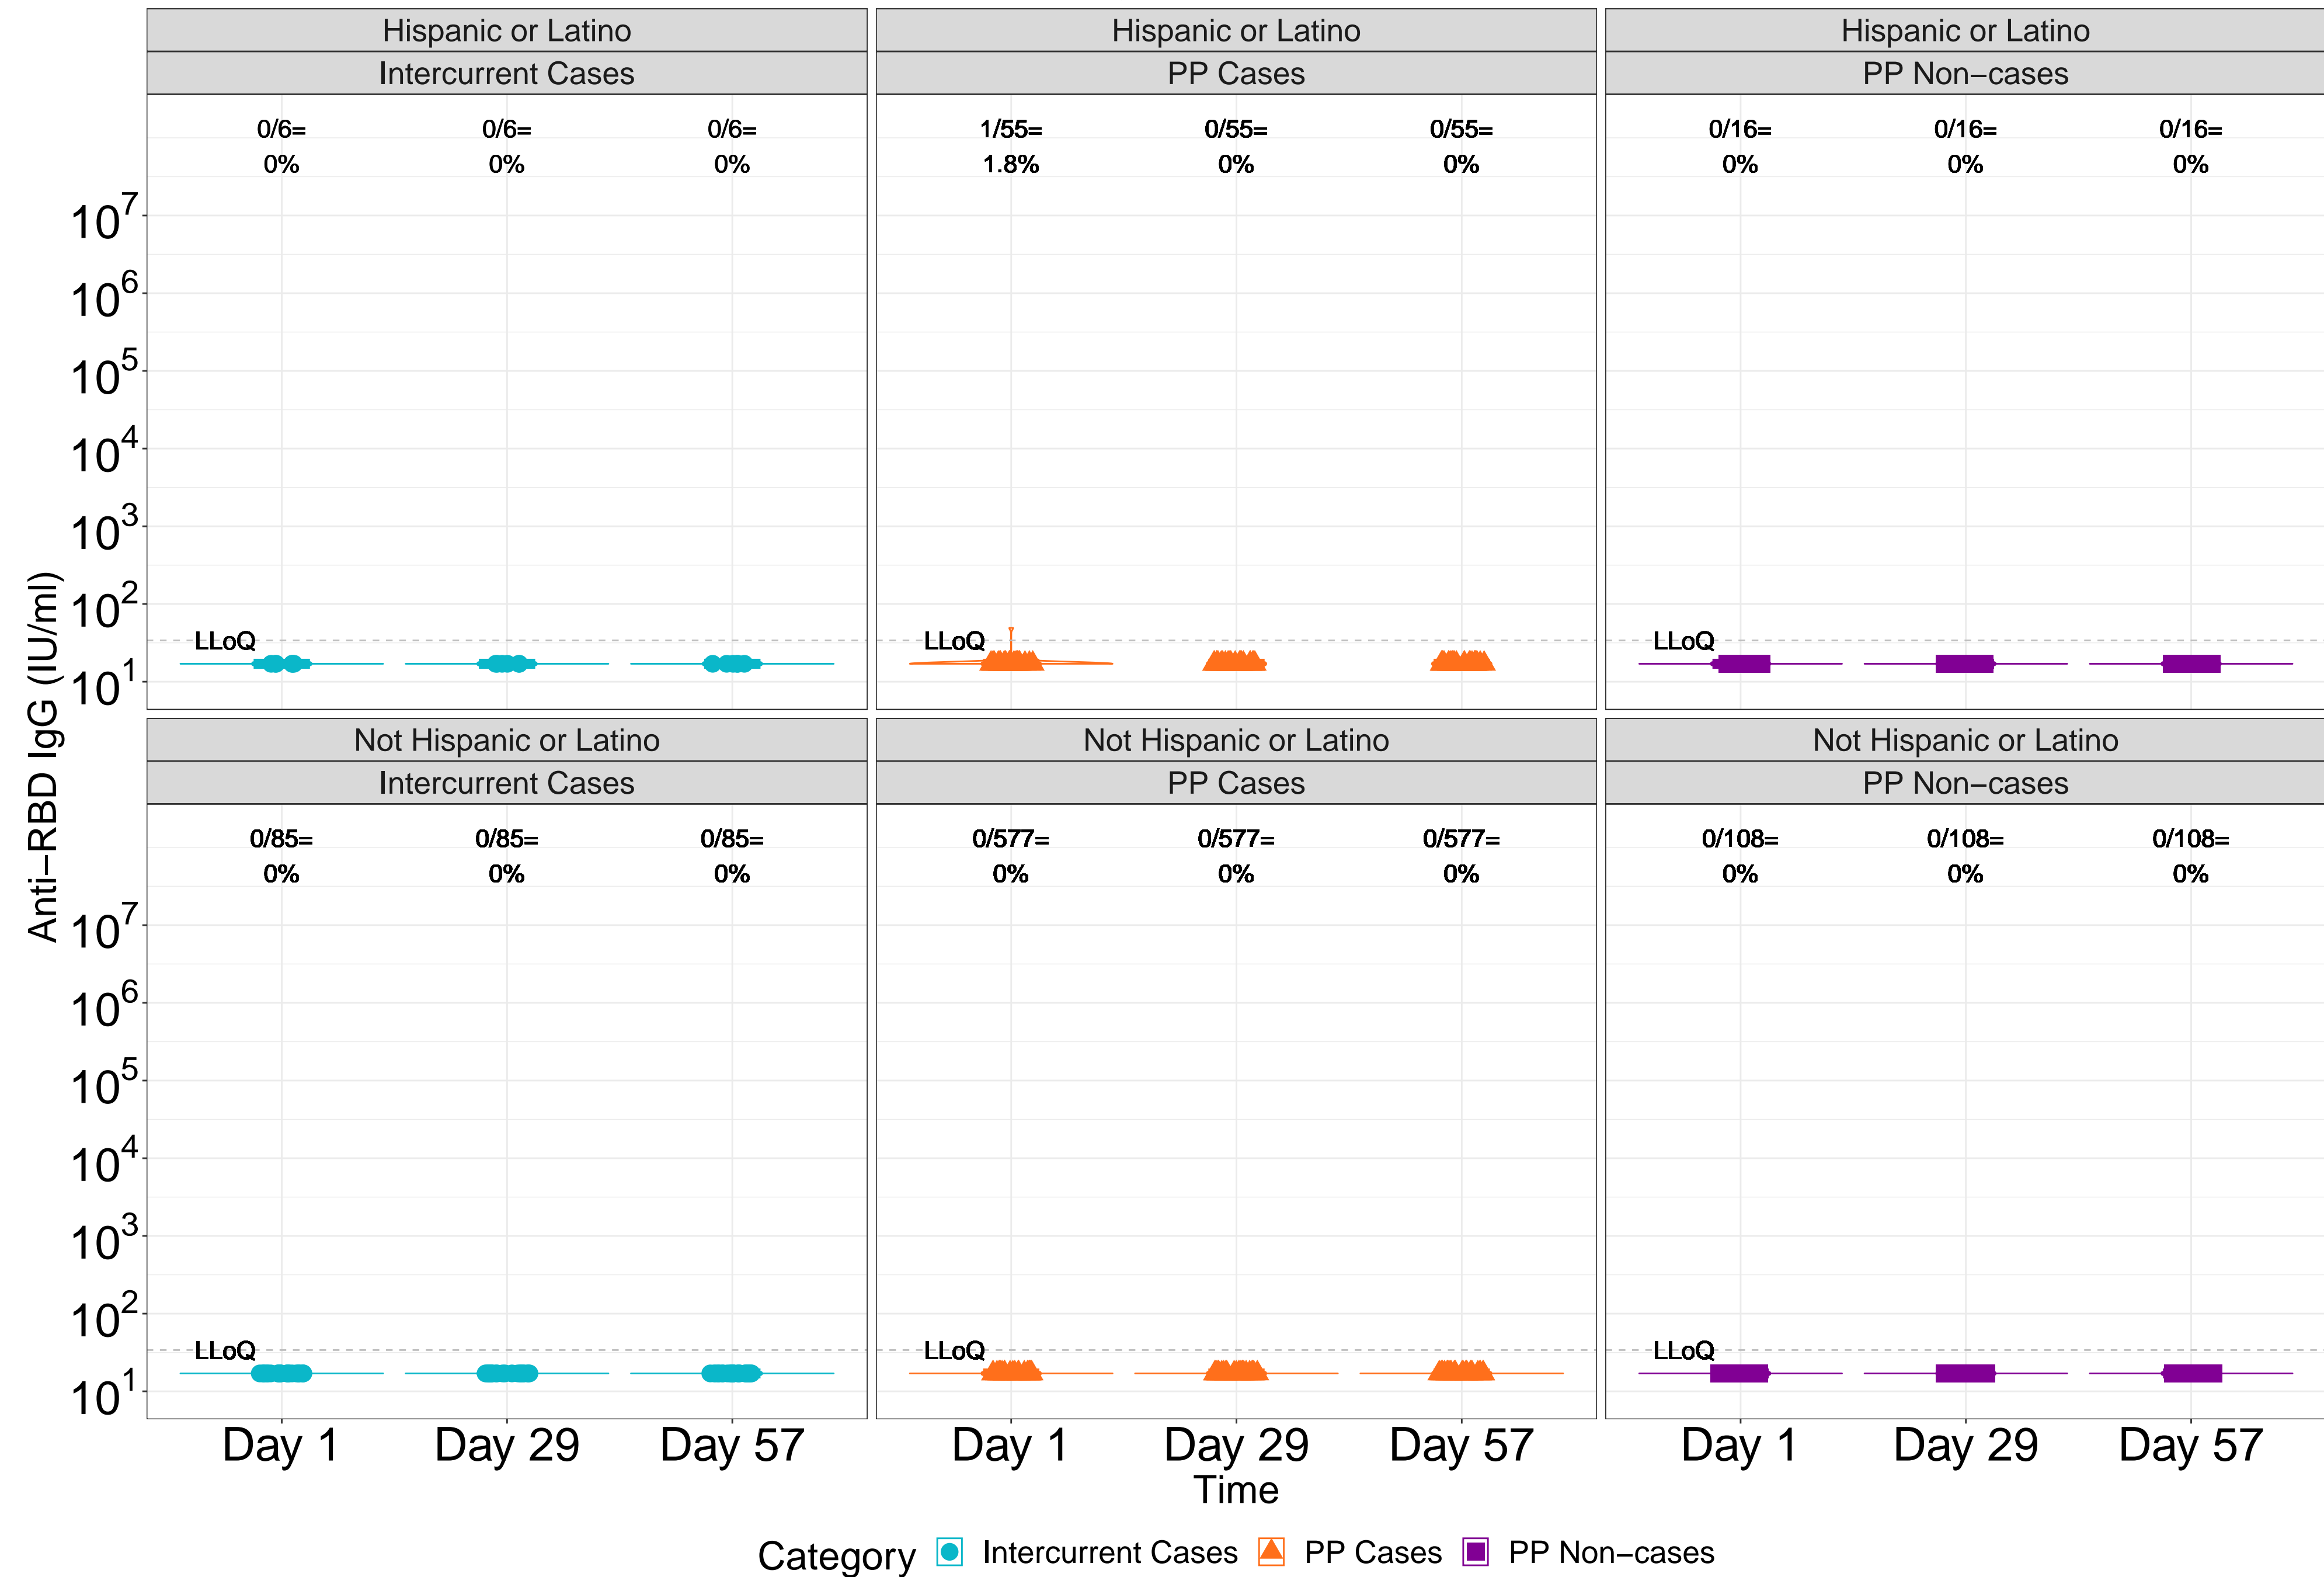 Hispanic or Latino Hispanic or Latino Hispanic or Latino
Intercurrent Cases PP Cases PP Non−cases
0/6= 0/6= 0/6= 1/55= 0/55= 0/55= 0/16= 0/16= 0/16=
0% 0% 0% 1.8% 0% 0% 0% 0% 0%
10^7
10^6
10^5
10^4
10^3
10^2
LLoQ LLoQ LLoQ
10^1
Anti−RBD IgG (IU/ml)
Not Hispanic or Latino Not Hispanic or Latino Not Hispanic or Latino
Intercurrent Cases PP Cases PP Non−cases
0/85= 0/85= 0/85= 0/577= 0/577= 0/577= 0/108= 0/108= 0/108=
0% 0% 0% 0% 0% 0% 0% 0% 0%
10^7
10^6
10^5
10^4
10^3
10^2
LLoQ LLoQ LLoQ
10^1
Day 1 Day 29 Day 57 Day 1 Day 29 Day 57 Day 1 Day 29 Day 57
Time
Category Intercurrent Cases PP Cases PP Non−cases